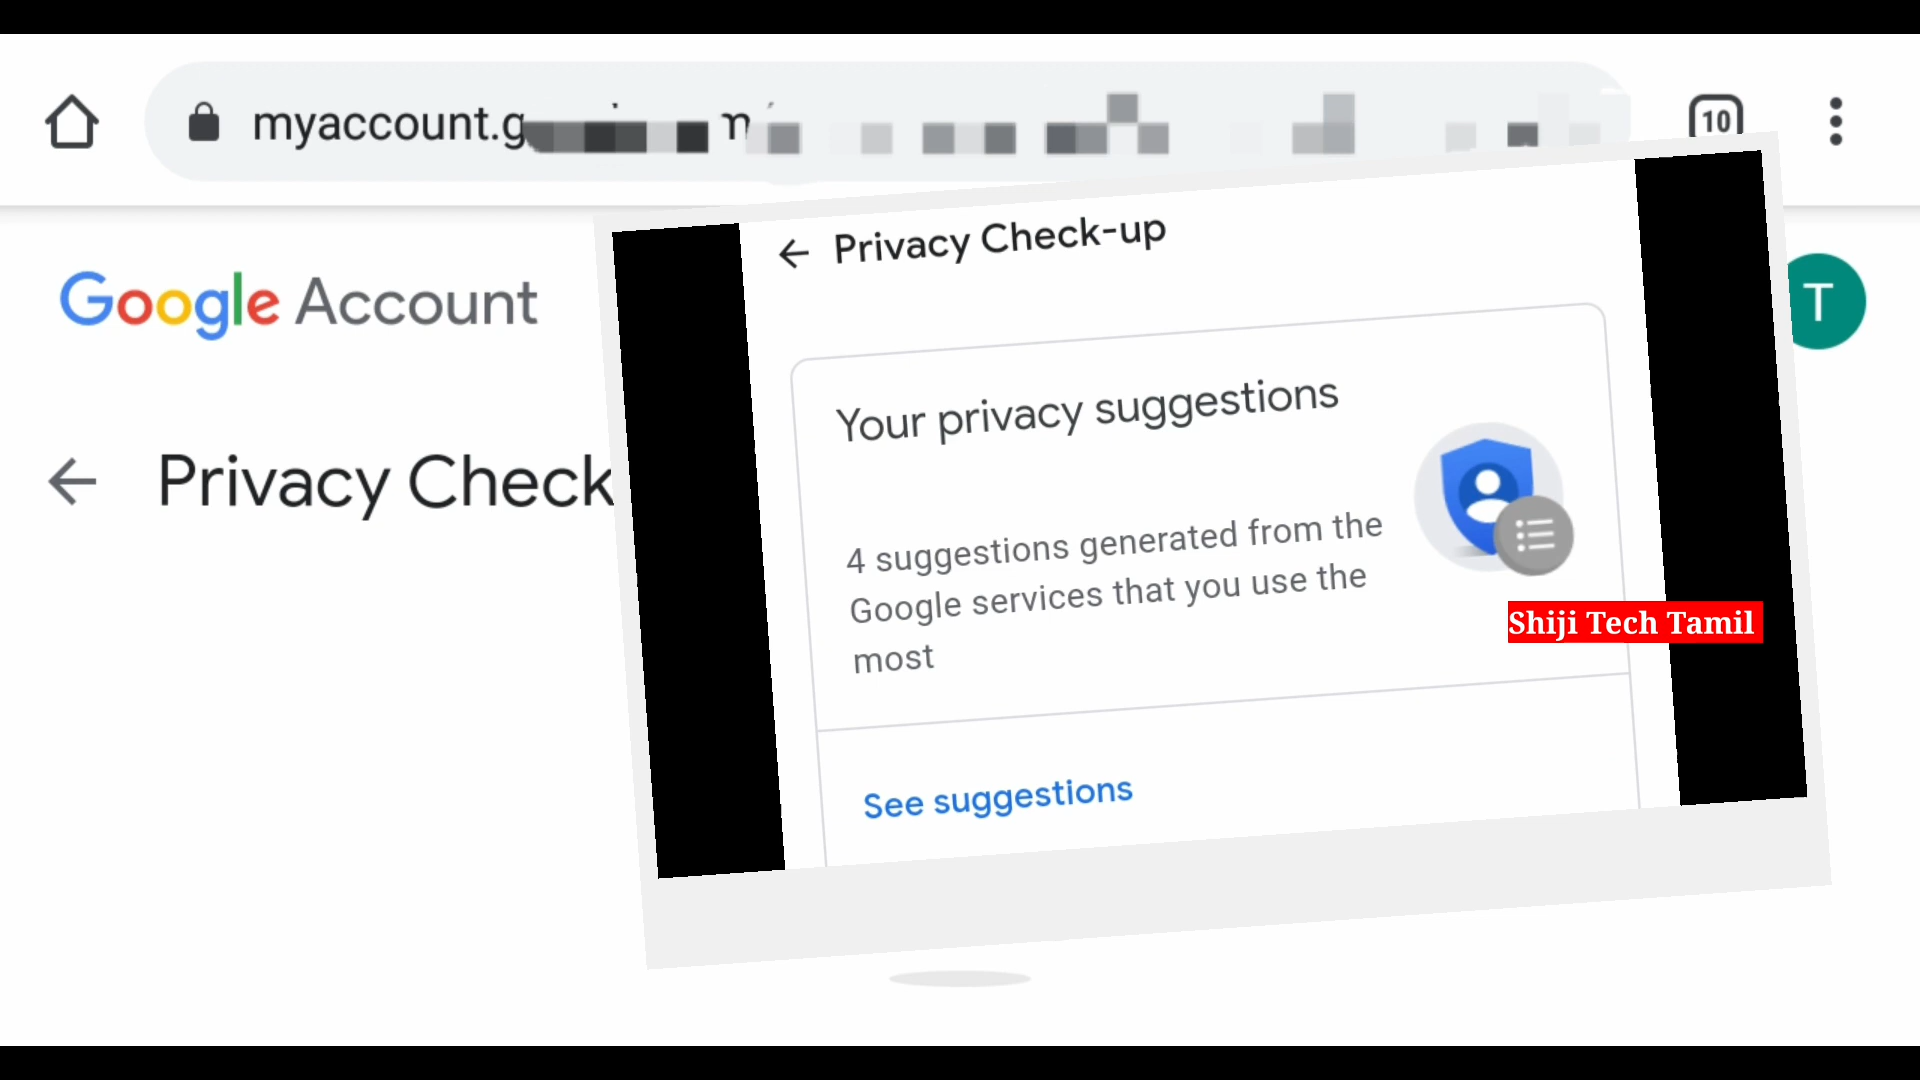 myaccount.g
10
Google Account
T
Privacy Check
Privacy Check-up
Your privacy suggestions
4 suggestions generated from the
Google services that you use the
most
See suggestions
Shiji Tech Tamil